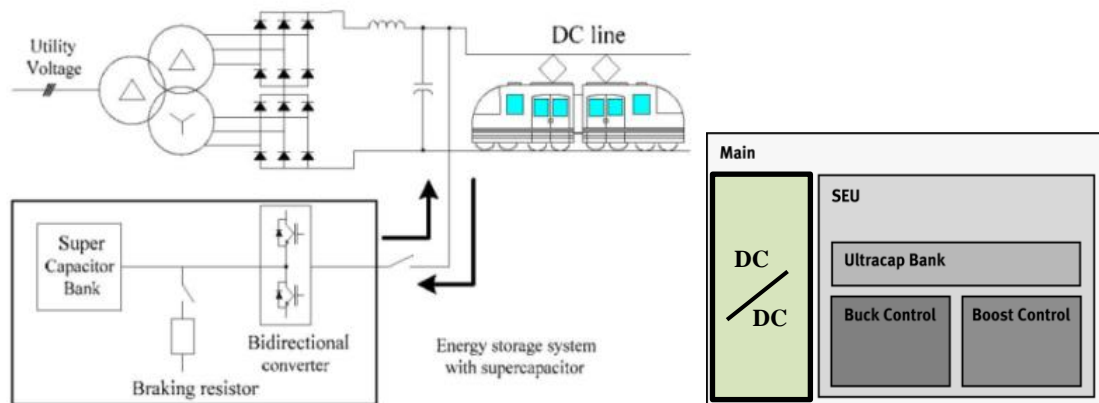 Utility
Voltage
DC line
Super
Capacitor
Bank
Bidirectional
converter
Braking resistor
Energy storage system
with supercapacitor
Main
DC
DC
SEU
Ultracap Bank
Buck Control
Boost Control